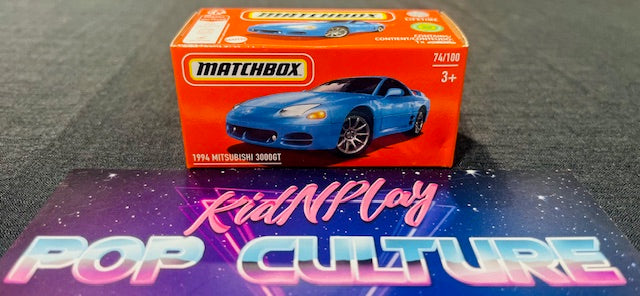 MATCHBOX
MATCHBOX
74/100
3+
1994 MITSUBISHI 3000GT
KidNPlay
POP CULTURE